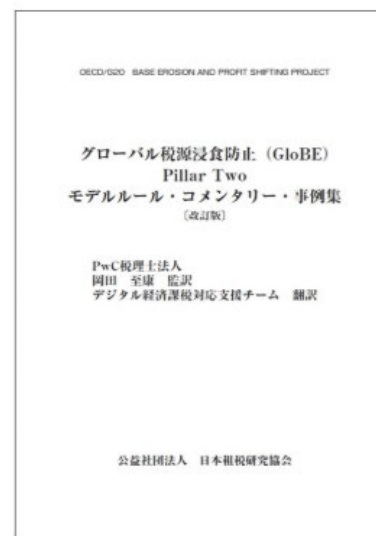 OECD/G20 BASE EROSION AND PROFIT SHIFTING PROJECT
グローバル税源浸食防止（GloBE）
Pillar Two
モデルルール・コメンタリー・事例集
〔改訂版〕
PwC税理士法人
岡田 至康 監訳
デジタル経済課税対応支援チーム 翻訳
公益社団法人 日本租税研究協会